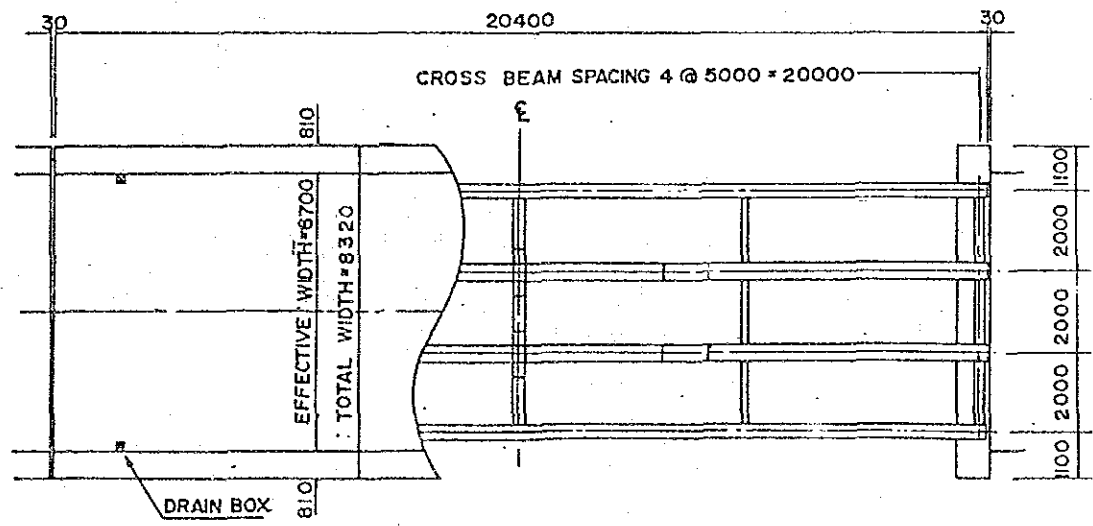 30
20400
30
CROSS BEAM SPACING 4 @ 5000 = 20000
℄
810
EFFECTIVE WIDTH=6700
TOTAL WIDTH=8320
810
1100
2000
2000
2000
1100
DRAIN BOX